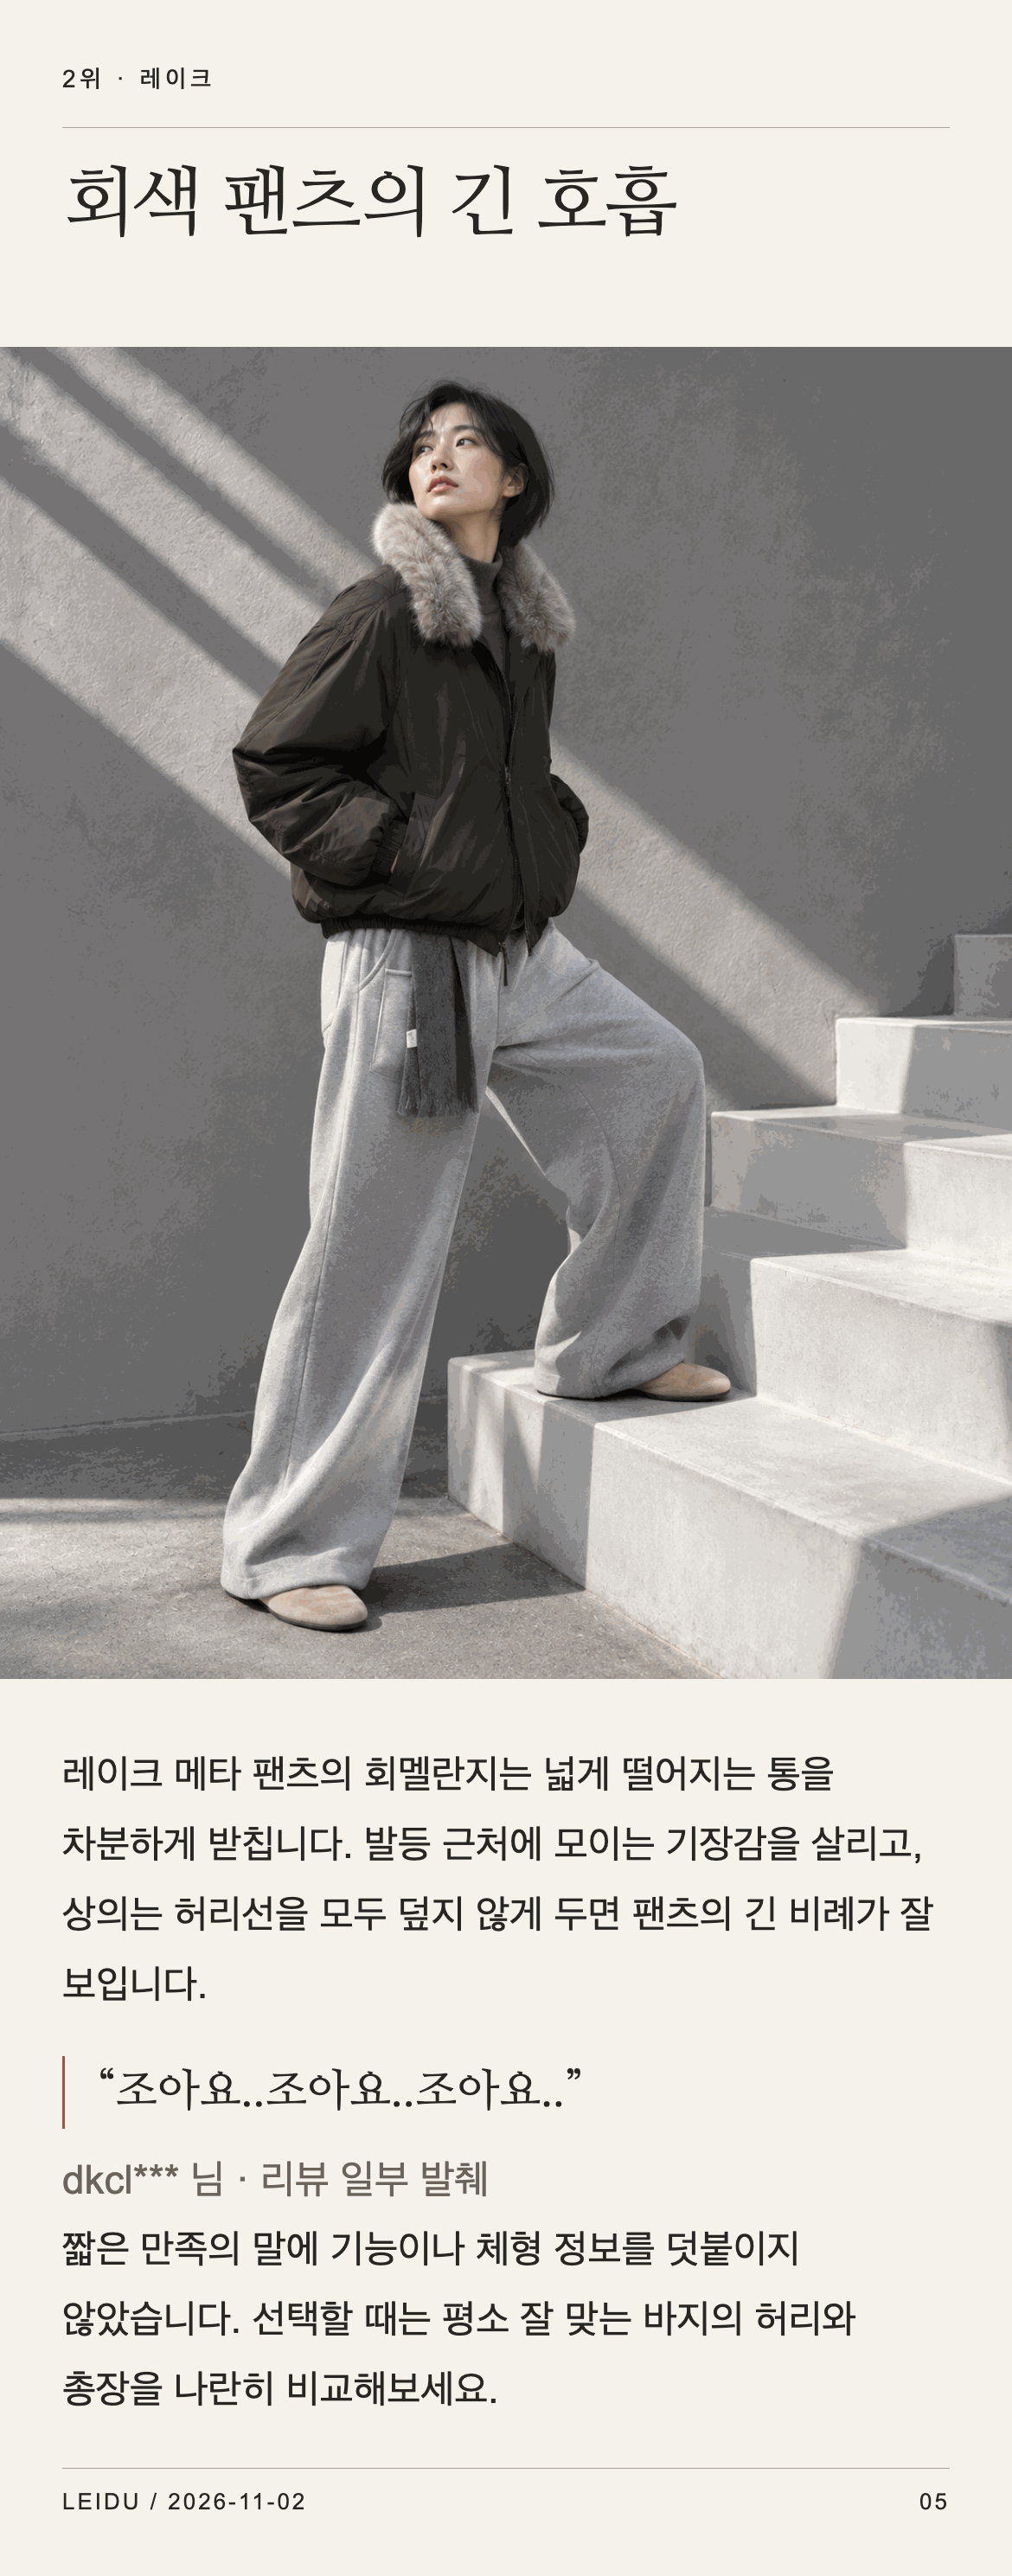 2위 · 레이크
회색 팬츠의 긴 호흡
레이크 메타 팬츠의 회멜란지는 넓게 떨어지는 통을
차분하게 받칩니다. 발등 근처에 모이는 기장감을 살리고,
상의는 허리선을 모두 덮지 않게 두면 팬츠의 긴 비례가 잘
보입니다.
“조아요..조아요..조아요..”
dkcl*** 님 · 리뷰 일부 발췌
짧은 만족의 말에 기능이나 체형 정보를 덧붙이지
않았습니다. 선택할 때는 평소 잘 맞는 바지의 허리와
총장을 나란히 비교해보세요.
LEIDU / 2026-11-02
05